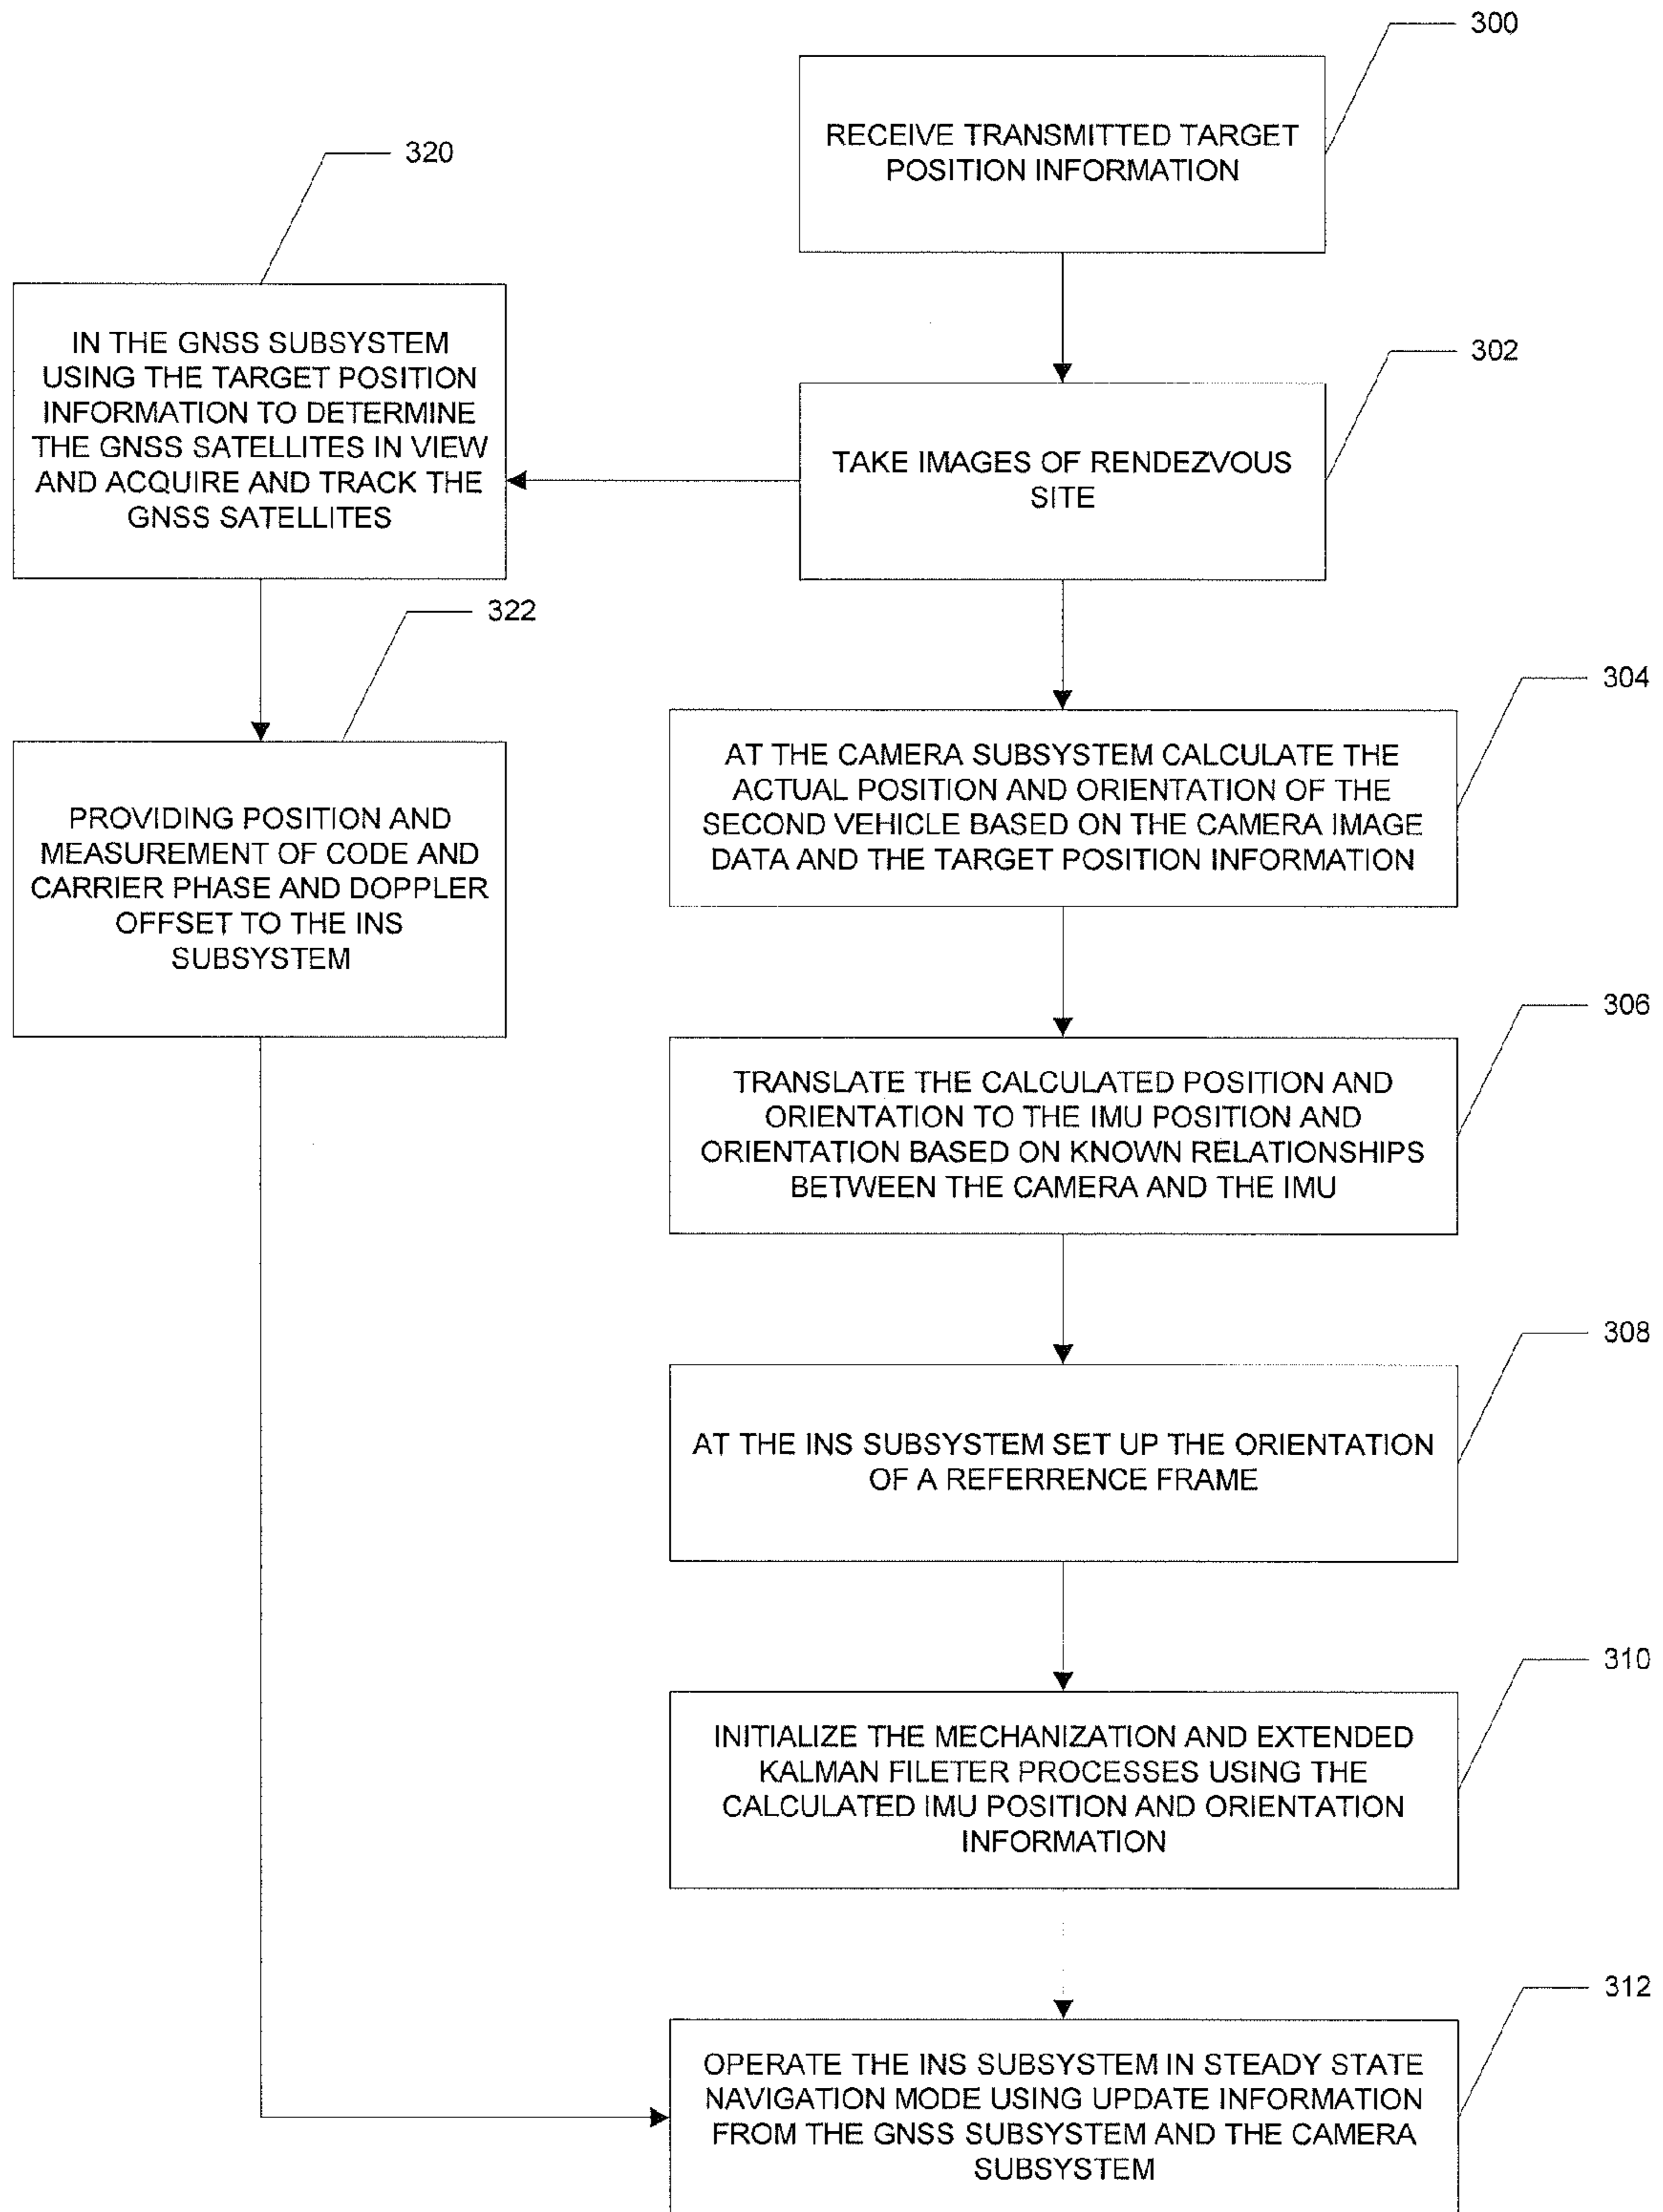 300
RECEIVE TRANSMITTED TARGET
POSITION INFORMATION
320
IN THE GNSS SUBSYSTEM
USING THE TARGET POSITION
INFORMATION TO DETERMINE
THE GNSS SATELLITES IN VIEW
AND ACQUIRE AND TRACK THE
GNSS SATELLITES
302
TAKE IMAGES OF RENDEZVOUS
SITE
322
PROVIDING POSITION AND
MEASUREMENT OF CODE AND
CARRIER PHASE AND DOPPLER
OFFSET TO THE INS
SUBSYSTEM
304
AT THE CAMERA SUBSYSTEM CALCULATE THE
ACTUAL POSITION AND ORIENTATION OF THE
SECOND VEHICLE BASED ON THE CAMERA IMAGE
DATA AND THE TARGET POSITION INFORMATION
306
TRANSLATE THE CALCULATED POSITION AND
ORIENTATION TO THE IMU POSITION AND
ORIENTATION BASED ON KNOWN RELATIONSHIPS
BETWEEN THE CAMERA AND THE IMU
308
AT THE INS SUBSYSTEM SET UP THE ORIENTATION
OF A REFERRENCE FRAME
310
INITIALIZE THE MECHANIZATION AND EXTENDED
KALMAN FILETER PROCESSES USING THE
CALCULATED IMU POSITION AND ORIENTATION
INFORMATION
312
OPERATE THE INS SUBSYSTEM IN STEADY STATE
NAVIGATION MODE USING UPDATE INFORMATION
FROM THE GNSS SUBSYSTEM AND THE CAMERA
SUBSYSTEM